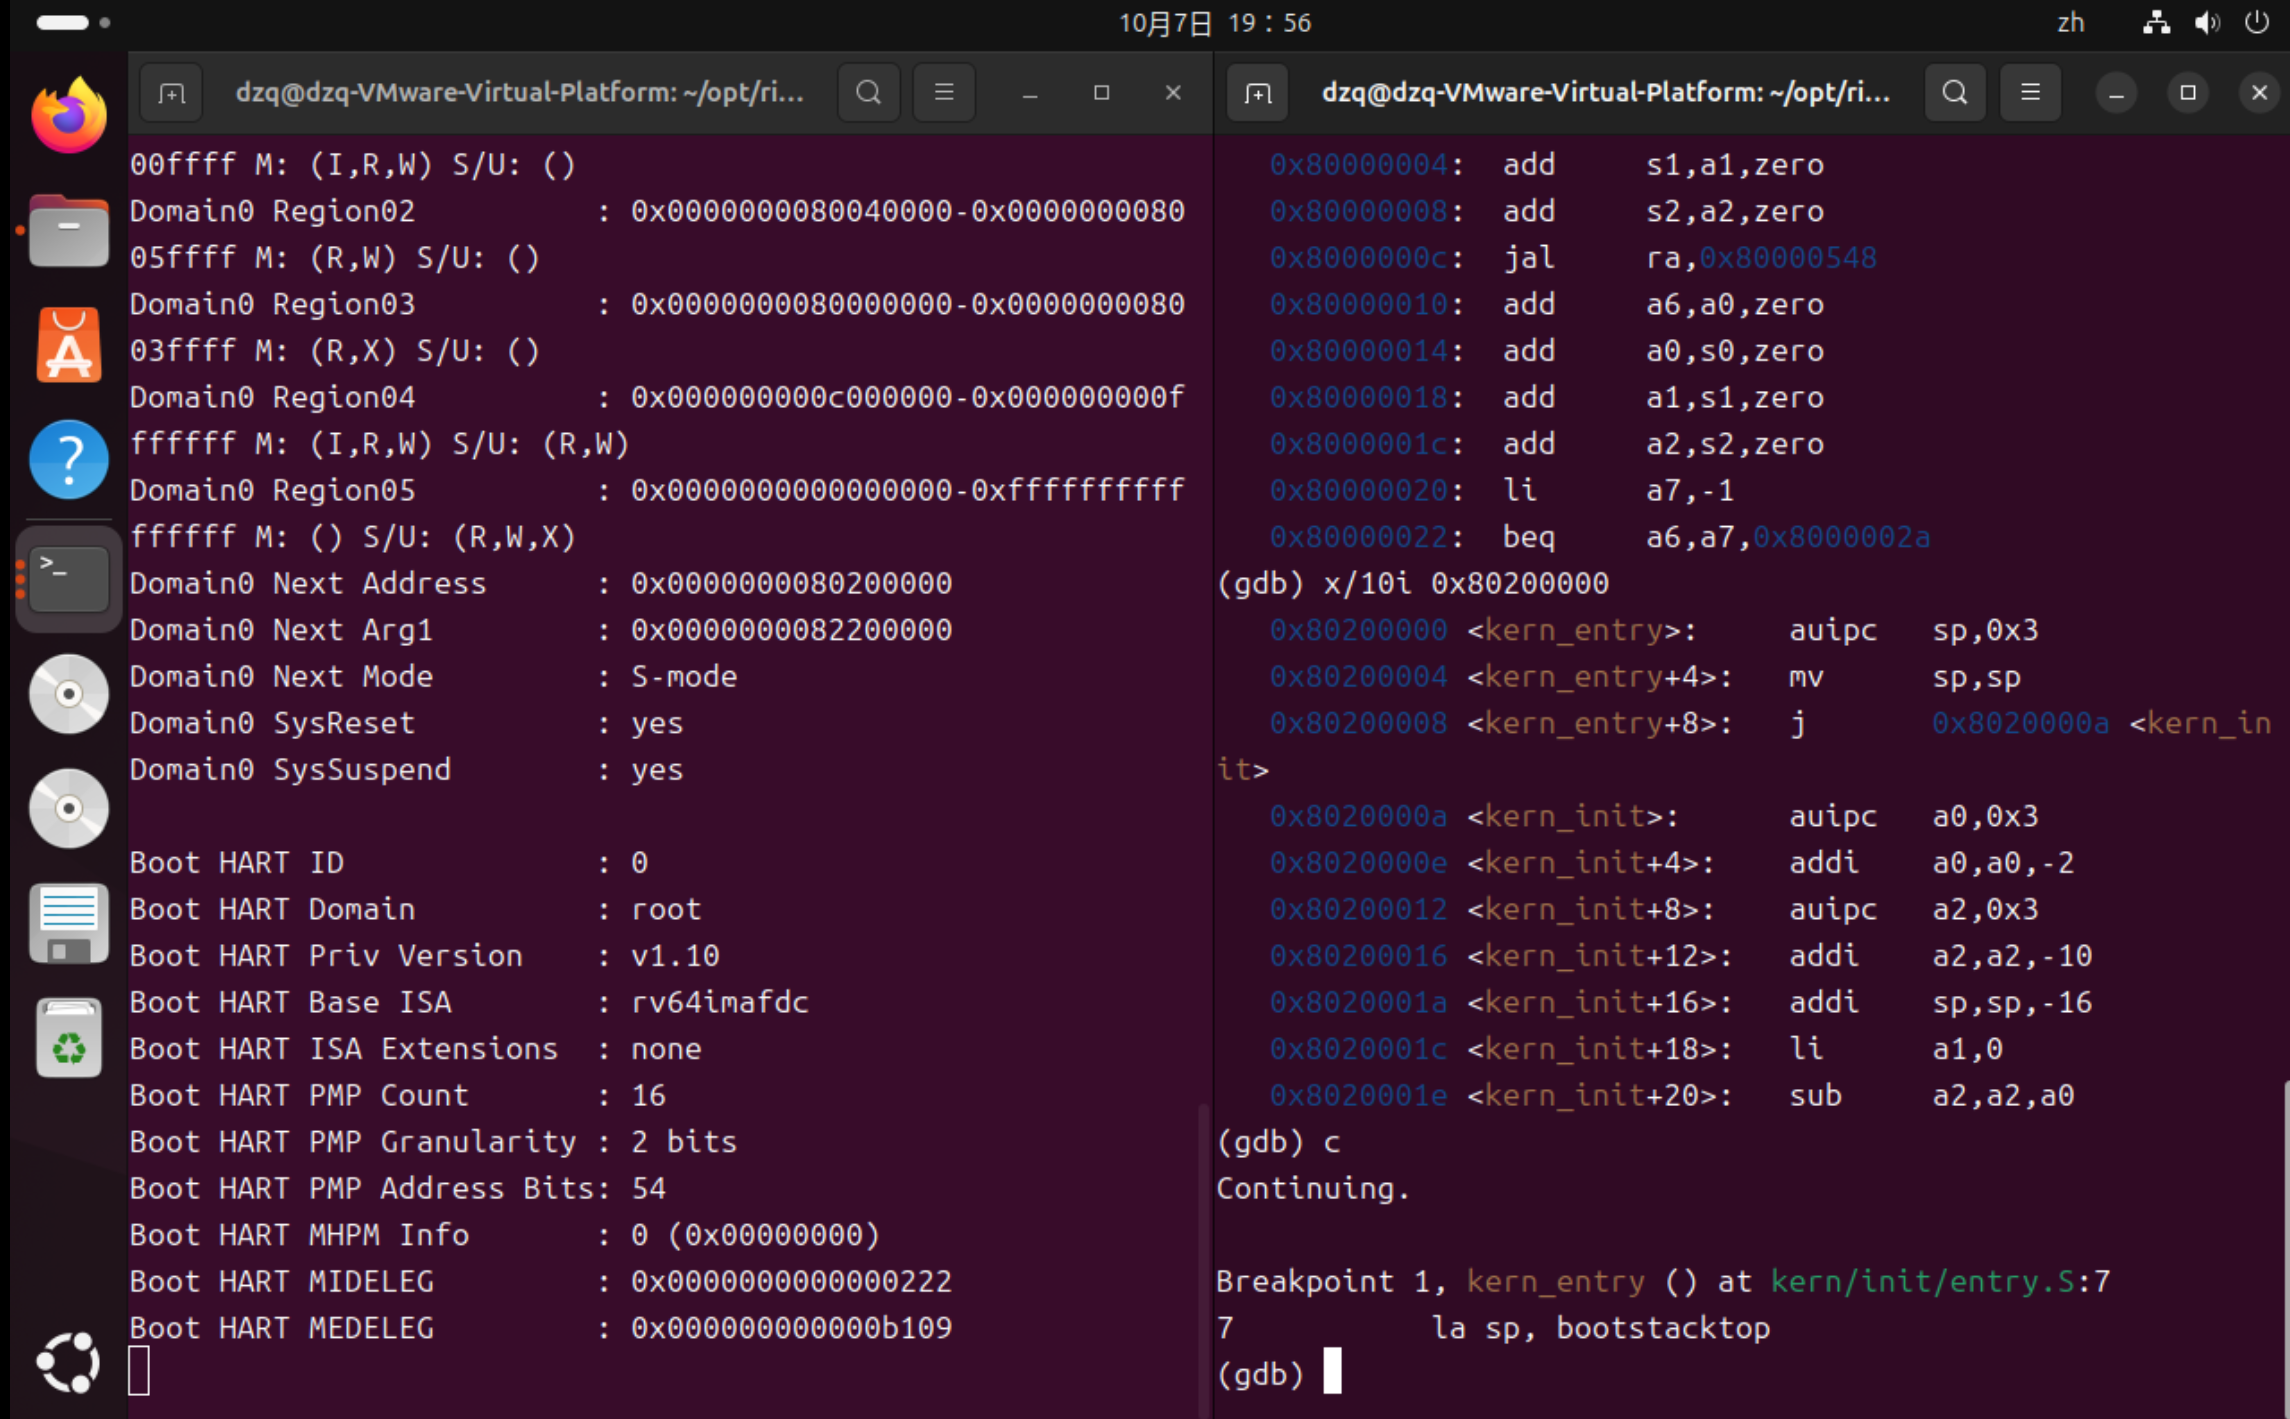 10月7日 19：56
zh
dzq@dzq-VMware-Virtual-Platform: ~/opt/ri...
00ffff M: (I,R,W) S/U: ()
Domain0 Region02          : 0x0000000080040000-0x0000000080
05ffff M: (R,W) S/U: ()
Domain0 Region03          : 0x0000000080000000-0x0000000080
03ffff M: (R,X) S/U: ()
Domain0 Region04          : 0x000000000c000000-0x000000000f
ffffff M: (I,R,W) S/U: (R,W)
Domain0 Region05          : 0x0000000000000000-0xffffffffff
ffffff M: () S/U: (R,W,X)
Domain0 Next Address      : 0x0000000080200000
Domain0 Next Arg1         : 0x0000000082200000
Domain0 Next Mode         : S-mode
Domain0 SysReset          : yes
Domain0 SysSuspend        : yes
Boot HART ID              : 0
Boot HART Domain          : root
Boot HART Priv Version    : v1.10
Boot HART Base ISA        : rv64imafdc
Boot HART ISA Extensions  : none
Boot HART PMP Count       : 16
Boot HART PMP Granularity : 2 bits
Boot HART PMP Address Bits: 54
Boot HART MHPM Info       : 0 (0x00000000)
Boot HART MIDELEG         : 0x0000000000000222
Boot HART MEDELEG         : 0x000000000000b109
dzq@dzq-VMware-Virtual-Platform: ~/opt/ri...
0x80000004: add s1,a1,zero
0x80000008: add s2,a2,zero
0x8000000c: jal ra,0x80000548
0x80000010: add a6,a0,zero
0x80000014: add a0,s0,zero
0x80000018: add a1,s1,zero
0x8000001c: add a2,s2,zero
0x80000020: li a7,-1
0x80000022: beq a6,a7,0x8000002a
(gdb) x/10i 0x80200000
0x80200000 <kern_entry>: auipc sp,0x3
0x80200004 <kern_entry+4>: mv sp,sp
0x80200008 <kern_entry+8>: j 0x8020000a <kern_in
it>
0x8020000a <kern_init>: auipc a0,0x3
0x8020000e <kern_init+4>: addi a0,a0,-2
0x80200012 <kern_init+8>: auipc a2,0x3
0x80200016 <kern_init+12>: addi a2,a2,-10
0x8020001a <kern_init+16>: addi sp,sp,-16
0x8020001c <kern_init+18>: li a1,0
0x8020001e <kern_init+20>: sub a2,a2,a0
(gdb) c
Continuing.
Breakpoint 1, kern_entry () at kern/init/entry.S:7
7 la sp, bootstacktop
(gdb)